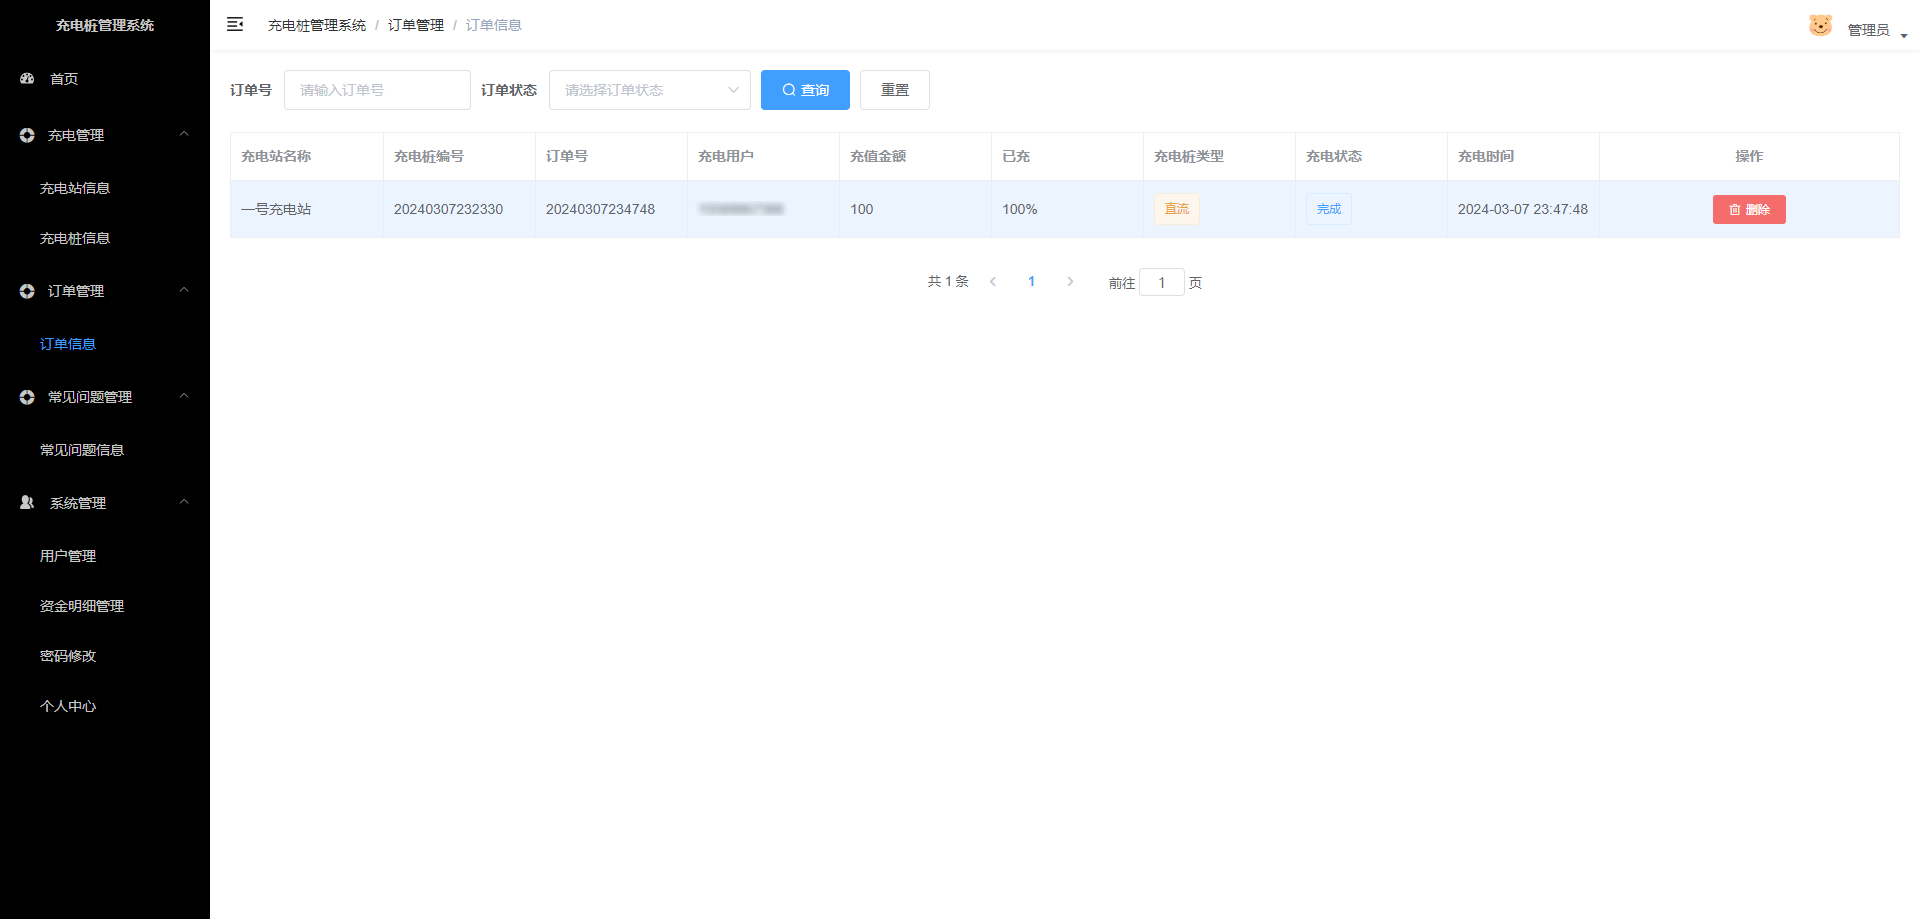 充电桩管理系统
首页
充电管理
充电站信息
充电桩信息
订单管理
订单信息
常见问题管理
常见问题信息
系统管理
用户管理
资金明细管理
密码修改
个人中心
充电桩管理系统 / 订单管理 / 订单信息
管理员
订单号 请输入订单号 订单状态 请选择订单状态 查询 重置
充电站名称 充电桩编号 订单号 充电用户 充值金额 已充 充电桩类型 充电状态 充电时间 操作
一号充电站 20240307232330 20240307234748 100 100% 直流 完成 2024-03-07 23:47:48 删除
共 1 条 1 前往 1 页